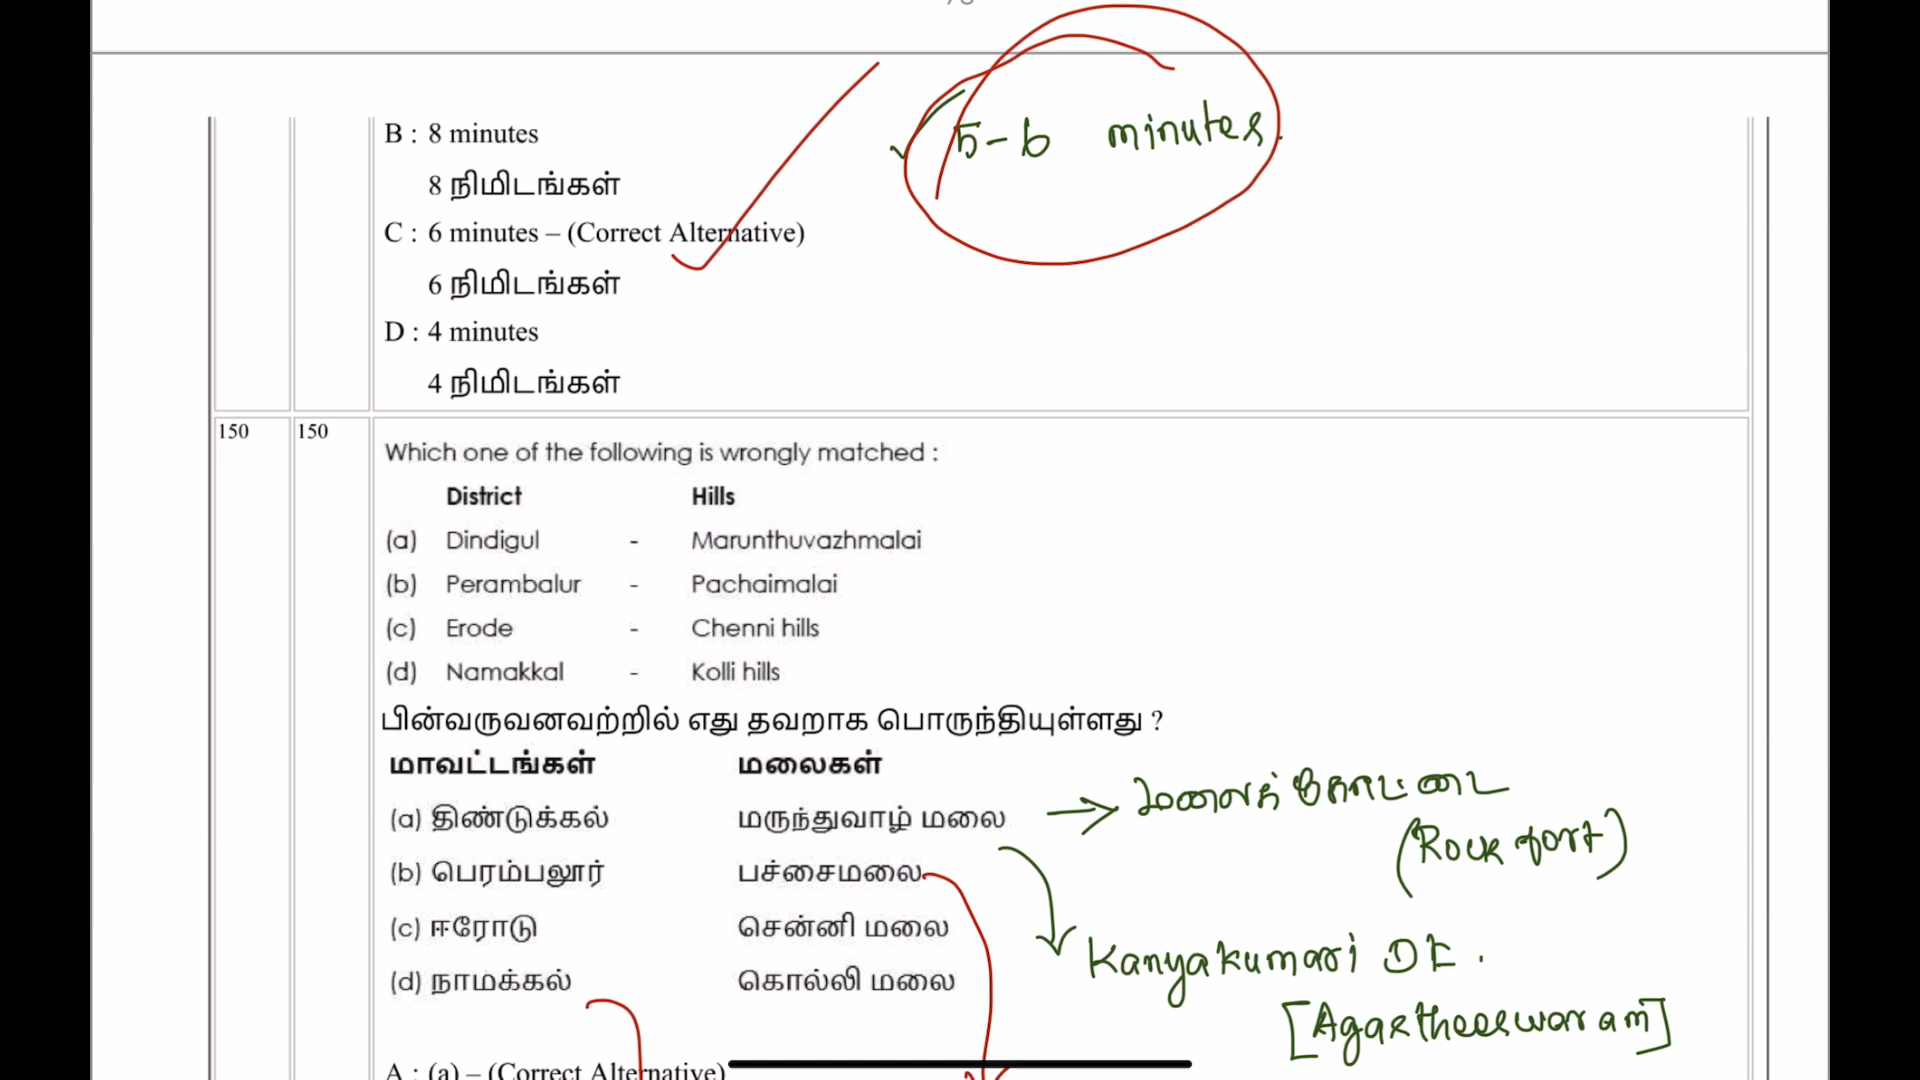 B : 8 minutes
8 நிமிடங்கள்
C : 6 minutes – (Correct Alternative)
6 நிமிடங்கள்
D : 4 minutes
4 நிமிடங்கள்
5-6 minutes.
150 150
Which one of the following is wrongly matched :
District Hills
(a) Dindigul - Marunthuvazhmalai
(b) Perambalur - Pachaimalai
(c) Erode - Chenni hills
(d) Namakkal - Kolli hills
பின்வருவனவற்றில் எது தவறாக பொருந்தியுள்ளது ?
மாவட்டங்கள் மலைகள்
(a) திண்டுக்கல் மருந்துவாழ் மலை → மலைக் கோட்டை
(Rock fort)
(b) பெரம்பலூர் பச்சைமலை
(c) ஈரோடு சென்னி மலை
Kanyakumari Dt.
(d) நாமக்கல் கொல்லி மலை
[Agastheeswaram]
A : (a) – (Correct Alternative)